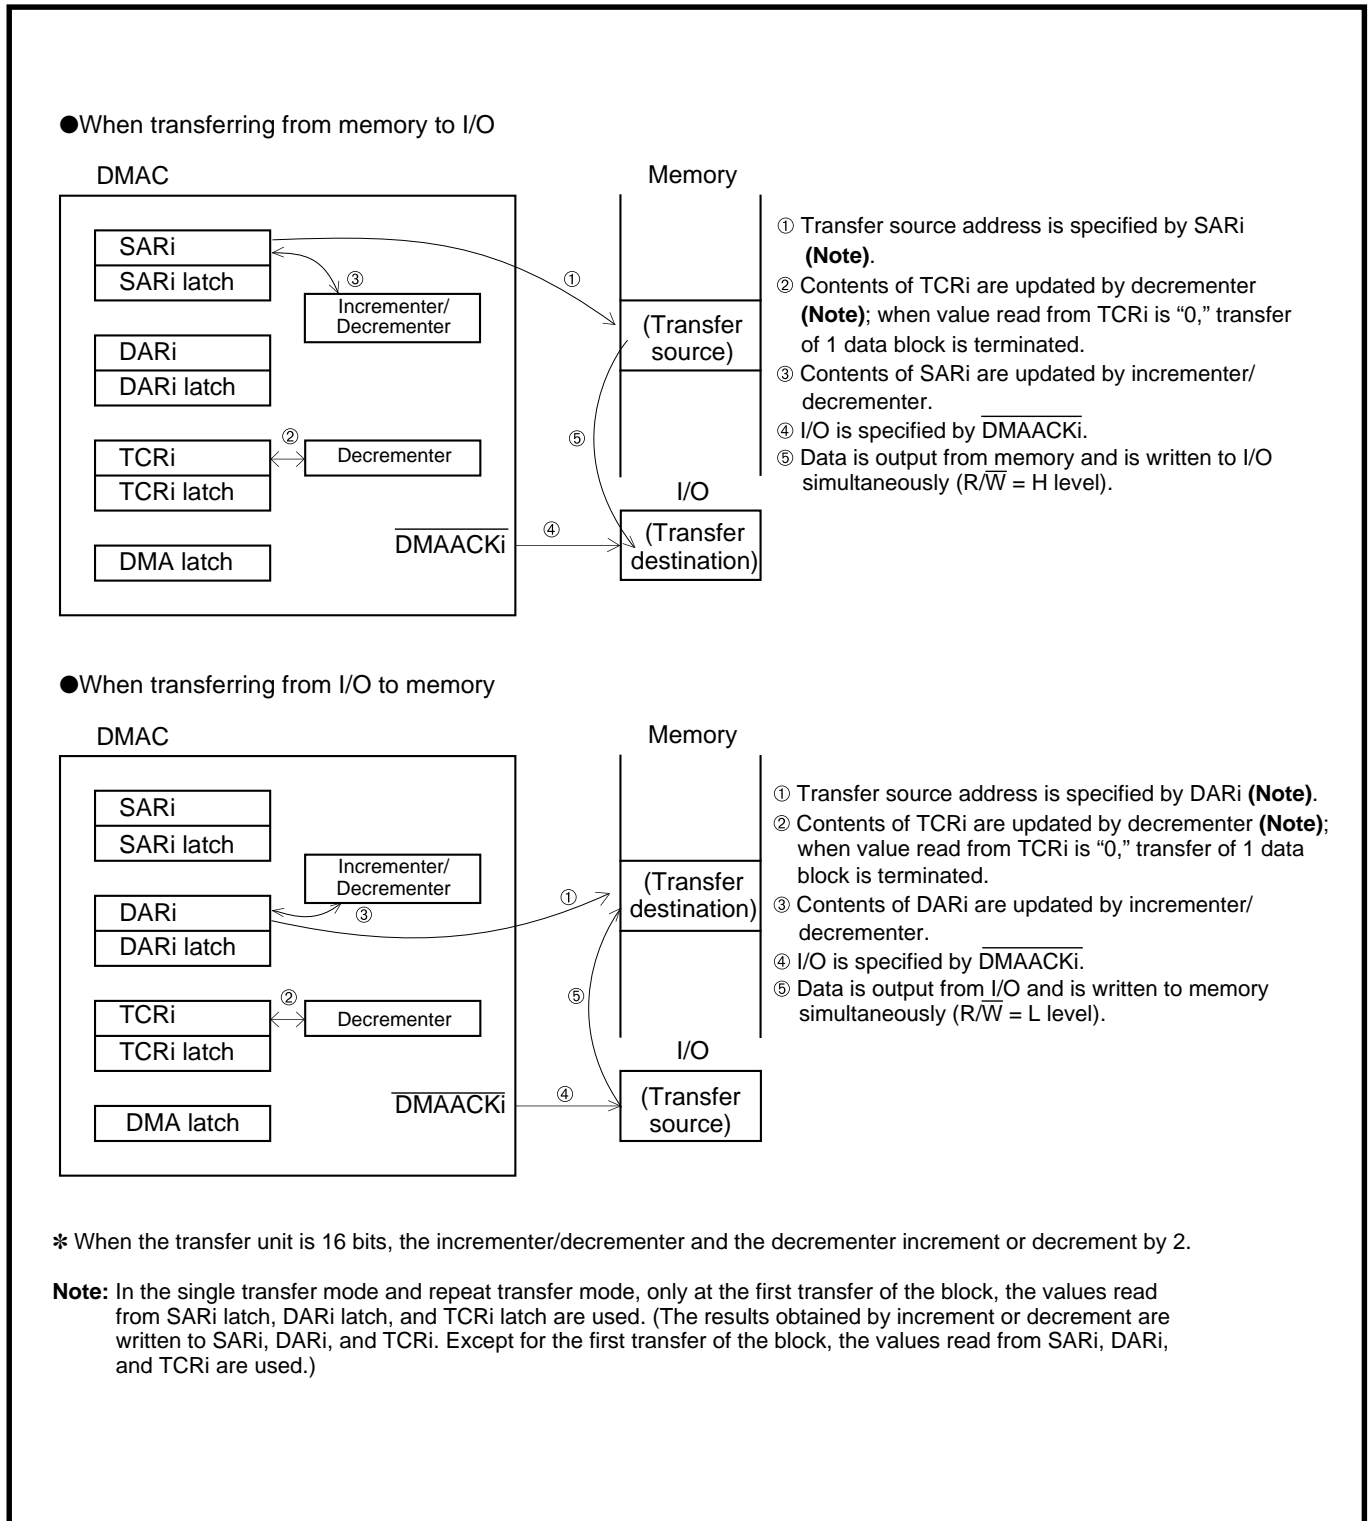 ●When transferring from memory to I/O
DMAC
Memory
SARi
SARi latch
③
Incrementer/
Decrementer
①
(Transfer
source)
DARi
DARi latch
②
TCRi
TCRi latch
Decrementer
⑤
I/O
DMAACKi
④
(Transfer
destination)
DMA latch
① Transfer source address is specified by SARi
(Note).
② Contents of TCRi are updated by decrementer
(Note); when value read from TCRi is “0,” transfer
of 1 data block is terminated.
③ Contents of SARi are updated by incrementer/
decrementer.
④ I/O is specified by DMAACKi.
⑤ Data is output from memory and is written to I/O
simultaneously (R/W = H level).
●When transferring from I/O to memory
DMAC
Memory
SARi
SARi latch
Incrementer/
Decrementer
①
(Transfer
destination)
DARi
③
DARi latch
②
TCRi
TCRi latch
Decrementer
⑤
I/O
DMAACKi
④
(Transfer
source)
DMA latch
① Transfer source address is specified by DARi (Note).
② Contents of TCRi are updated by decrementer (Note);
when value read from TCRi is “0,” transfer of 1 data
block is terminated.
③ Contents of DARi are updated by incrementer/
decrementer.
④ I/O is specified by DMAACKi.
⑤ Data is output from I/O and is written to memory
simultaneously (R/W = L level).
✽ When the transfer unit is 16 bits, the incrementer/decrementer and the decrementer increment or decrement by 2.
Note: In the single transfer mode and repeat transfer mode, only at the first transfer of the block, the values read
from SARi latch, DARi latch, and TCRi latch are used. (The results obtained by increment or decrement are
written to SARi, DARi, and TCRi. Except for the first transfer of the block, the values read from SARi, DARi,
and TCRi are used.)